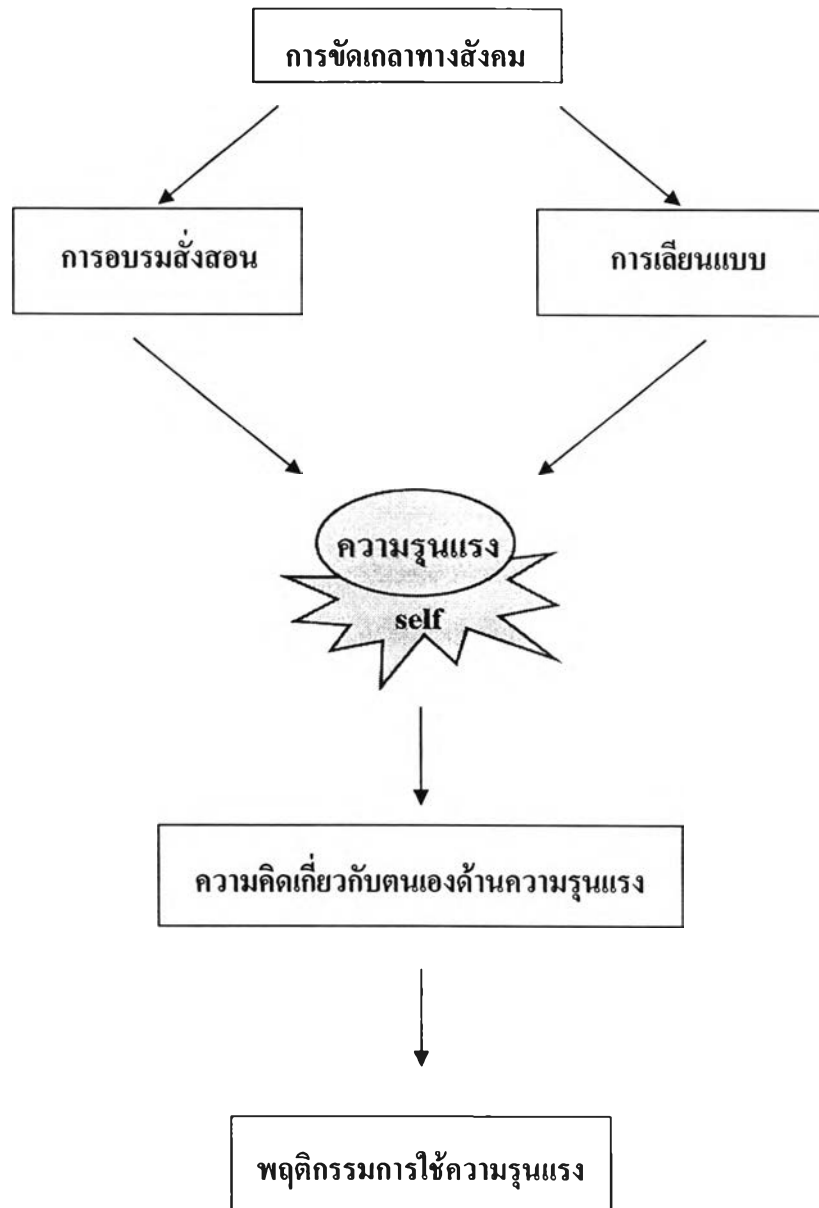 การขัดเกลาทางสังคม
การอบรมสั่งสอน
การเลียนแบบ
ความรุนแรง
self
ความคิดเกี่ยวกับตนเองด้านความรุนแรง
พฤติกรรมการใช้ความรุนแรง